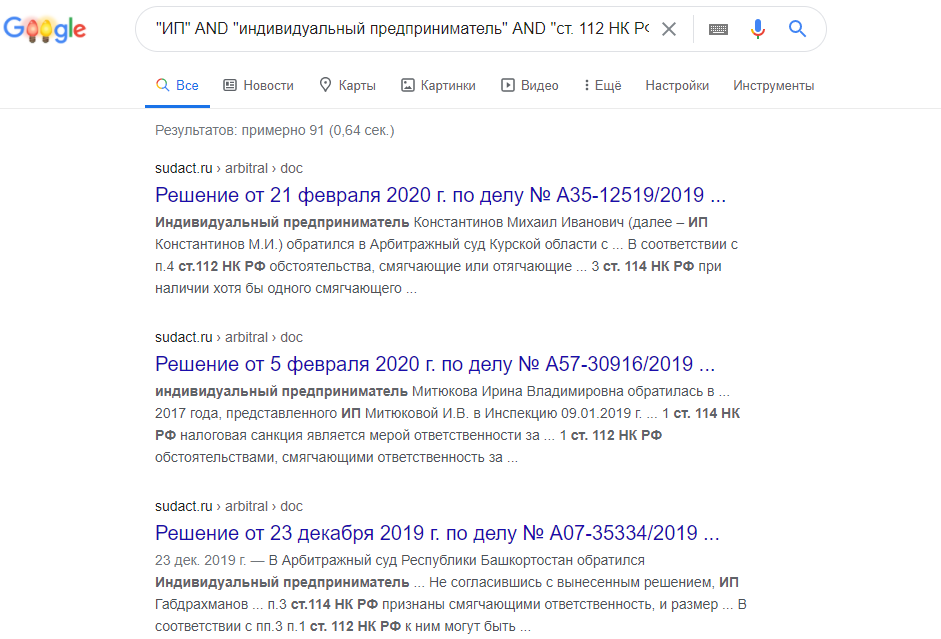 Google
"ИП" AND "индивидуальный предприниматель" AND "ст. 112 НК РФ
Все Новости Карты Картинки Видео Ещё Настройки Инструменты
Результатов: примерно 91 (0,64 сек.)
sudact.ru › arbitral › doc
Решение от 21 февраля 2020 г. по делу № А35-12519/2019 ...
Индивидуальный предприниматель Константинов Михаил Иванович (далее – ИП
Константинов М.И.) обратился в Арбитражный суд Курской области с ... В соответствии с
п.4 ст.112 НК РФ обстоятельства, смягчающие или отягчающие ... 3 ст. 114 НК РФ при
наличии хотя бы одного смягчающего ...
sudact.ru › arbitral › doc
Решение от 5 февраля 2020 г. по делу № А57-30916/2019 ...
индивидуальный предприниматель Митюкова Ирина Владимировна обратилась в ...
2017 года, представленного ИП Митюковой И.В. в Инспекцию 09.01.2019 г. ... 1 ст. 114 НК
РФ налоговая санкция является мерой ответственности за ... 1 ст. 112 НК РФ
обстоятельствами, смягчающими ответственность за ...
sudact.ru › arbitral › doc
Решение от 23 декабря 2019 г. по делу № А07-35334/2019 ...
23 дек. 2019 г. — В Арбитражный суд Республики Башкортостан обратился
Индивидуальный предприниматель ... Не согласившись с вынесенным решением, ИП
Габдрахманов ... п.3 ст.114 НК РФ признаны смягчающими ответственность, и размер ... В
соответствии с пп.3 п.1 ст. 112 НК РФ к ним могут быть ...